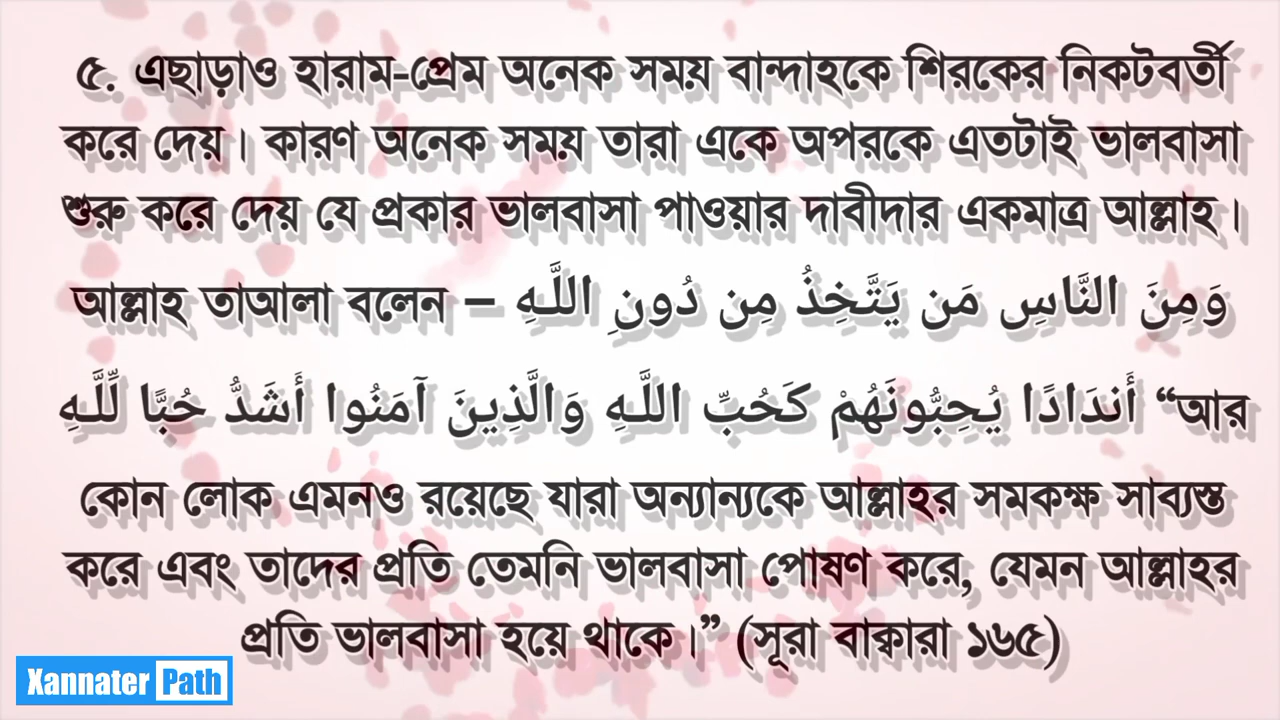 ৫. এছাড়াও হারাম-প্রেম অনেক সময় বান্দাহকে শিরকের নিকটবর্তী
করে দেয়। কারণ অনেক সময় তারা একে অপরকে এতটাই ভালবাসা
শুরু করে দেয় যে প্রকার ভালবাসা পাওয়ার দাবীদার একমাত্র আল্লাহ।
আল্লাহ তাআলা বলেন – وَمِنَ النَّاسِ مَن يَتَّخِذُ مِن دُونِ اللَّـهِ
أَندَادًا يُحِبُّونَهُمْ كَحُبِّ اللَّـهِ وَالَّذِينَ آمَنُوا أَشَدُّ حُبًّا لِّلَّـهِ “আর
কোন লোক এমনও রয়েছে যারা অন্যান্যকে আল্লাহর সমকক্ষ সাব্যস্ত
করে এবং তাদের প্রতি তেমনি ভালবাসা পোষণ করে, যেমন আল্লাহর
প্রতি ভালবাসা হয়ে থাকে।” (সূরা বাক্বারা ১৬৫)
Xannater Path